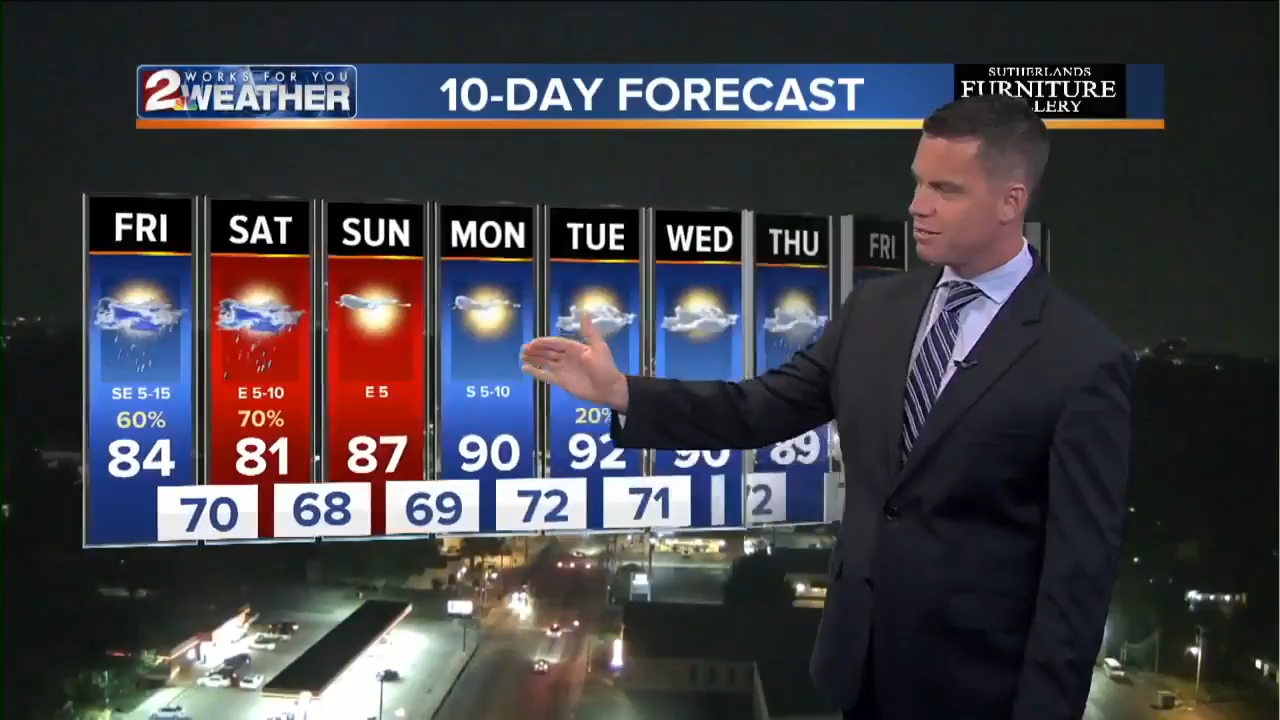 2 WORKS FOR YOU
WEATHER
10-DAY FORECAST
SUTHERLANDS
FURNITURE
FRI SAT SUN MON TUE WED THU FRI
SE 5-15 E 5-10 E 5 S 5-10
60% 70% 20%
84 81 87 90 92 90 89
70 68 69 72 71